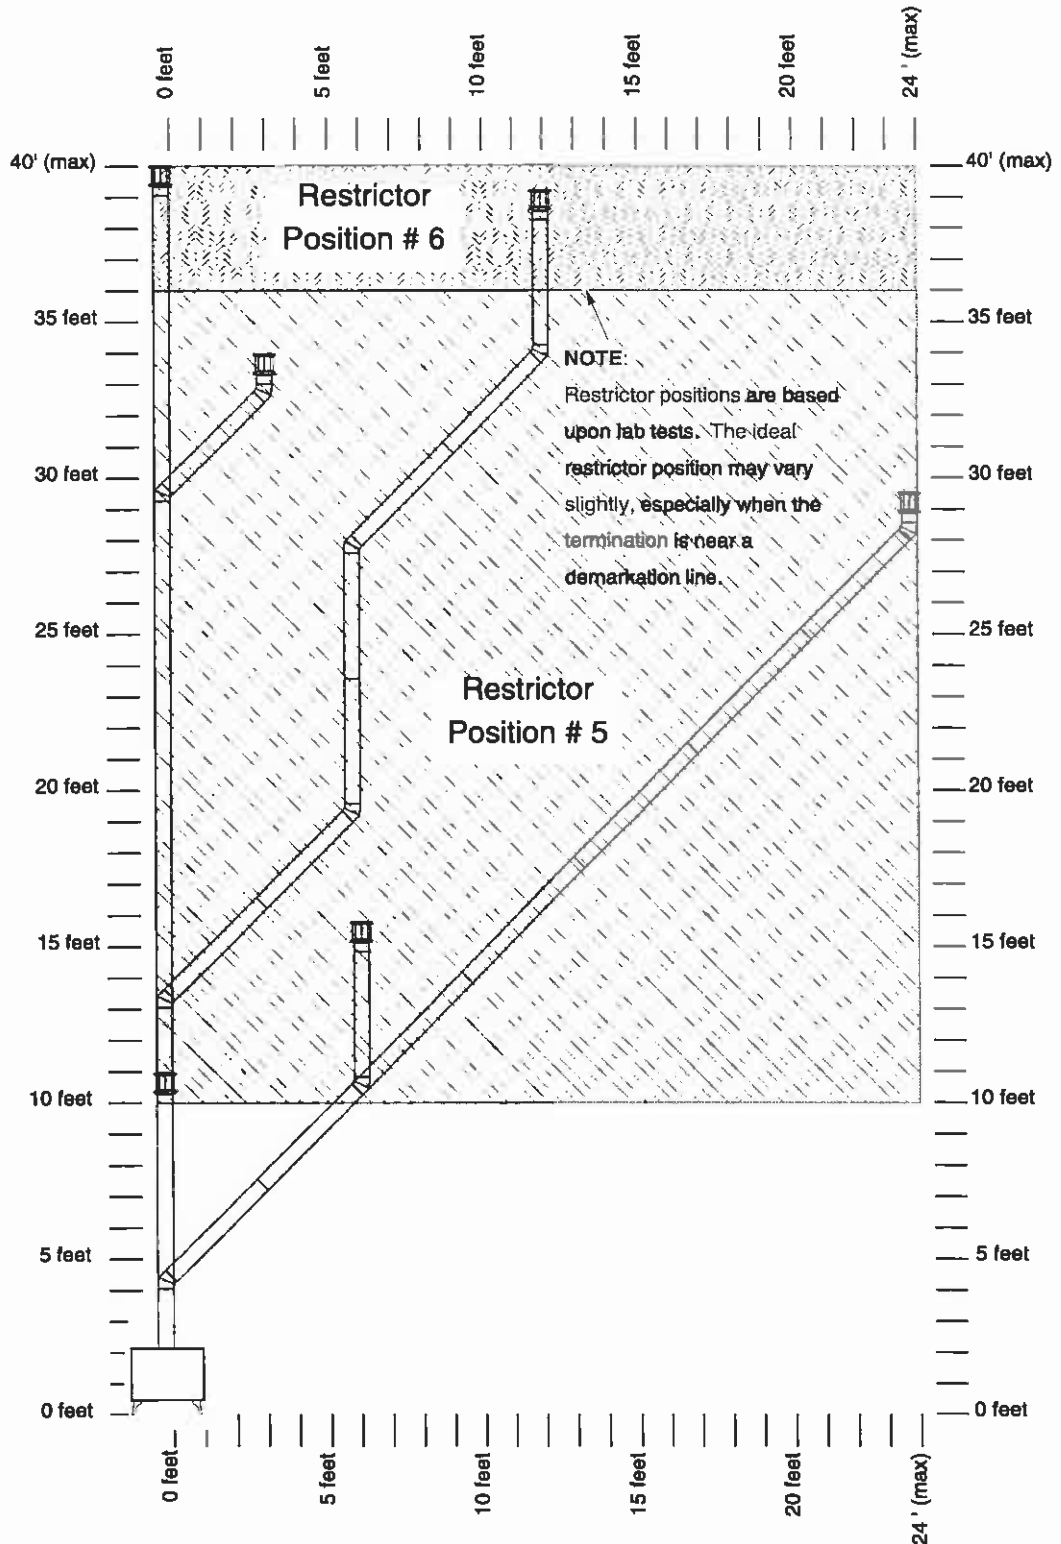 0 feet
5 feet
10 feet
15 feet
20 feet
24 ' (max)
40' (max)
40' (max)
Restrictor
Position # 6
35 feet
35 feet
NOTE:
Restrictor positions are based
upon lab tests. The ideal
restrictor position may vary
slightly, especially when the
termination is near a
demarkation line.
30 feet
30 feet
25 feet
25 feet
Restrictor
Position # 5
20 feet
20 feet
15 feet
15 feet
10 feet
10 feet
5 feet
5 feet
0 feet
0 feet
0 feet
5 feet
10 feet
15 feet
20 feet
24 ' (max)